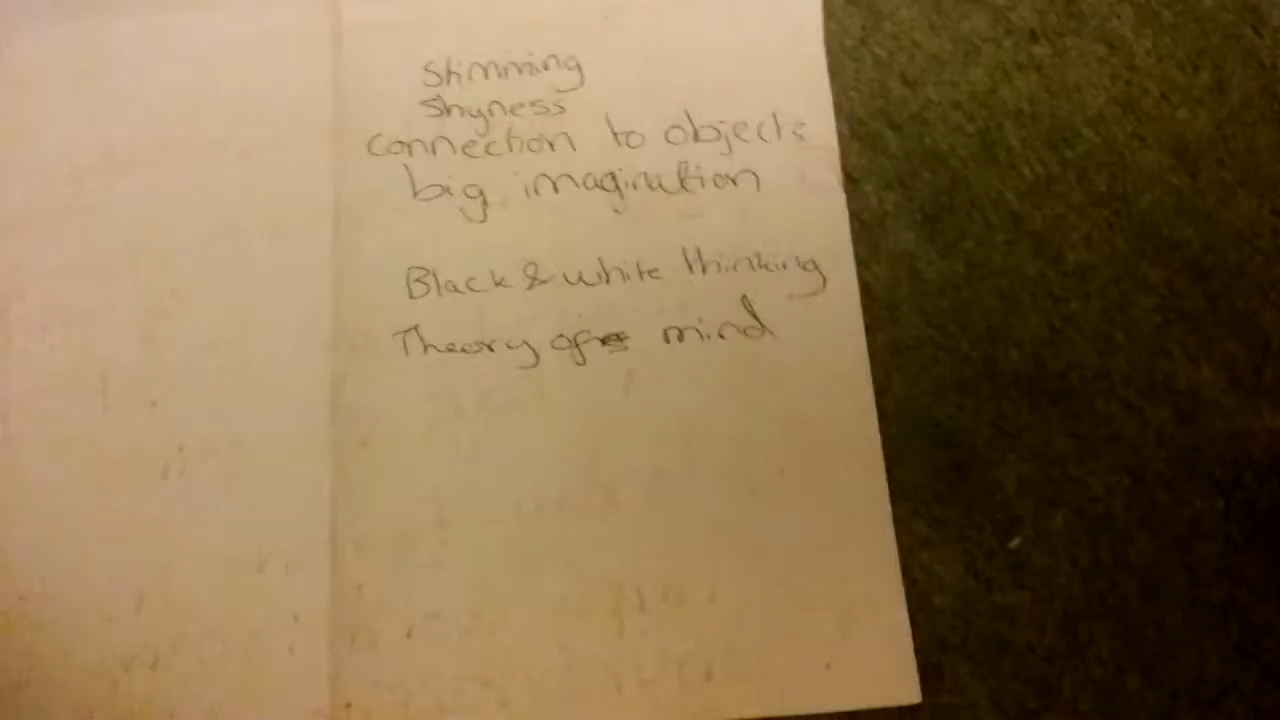 Stimming
shyness
connection to objects
big imagination
Black & white thinking
Theory of mind